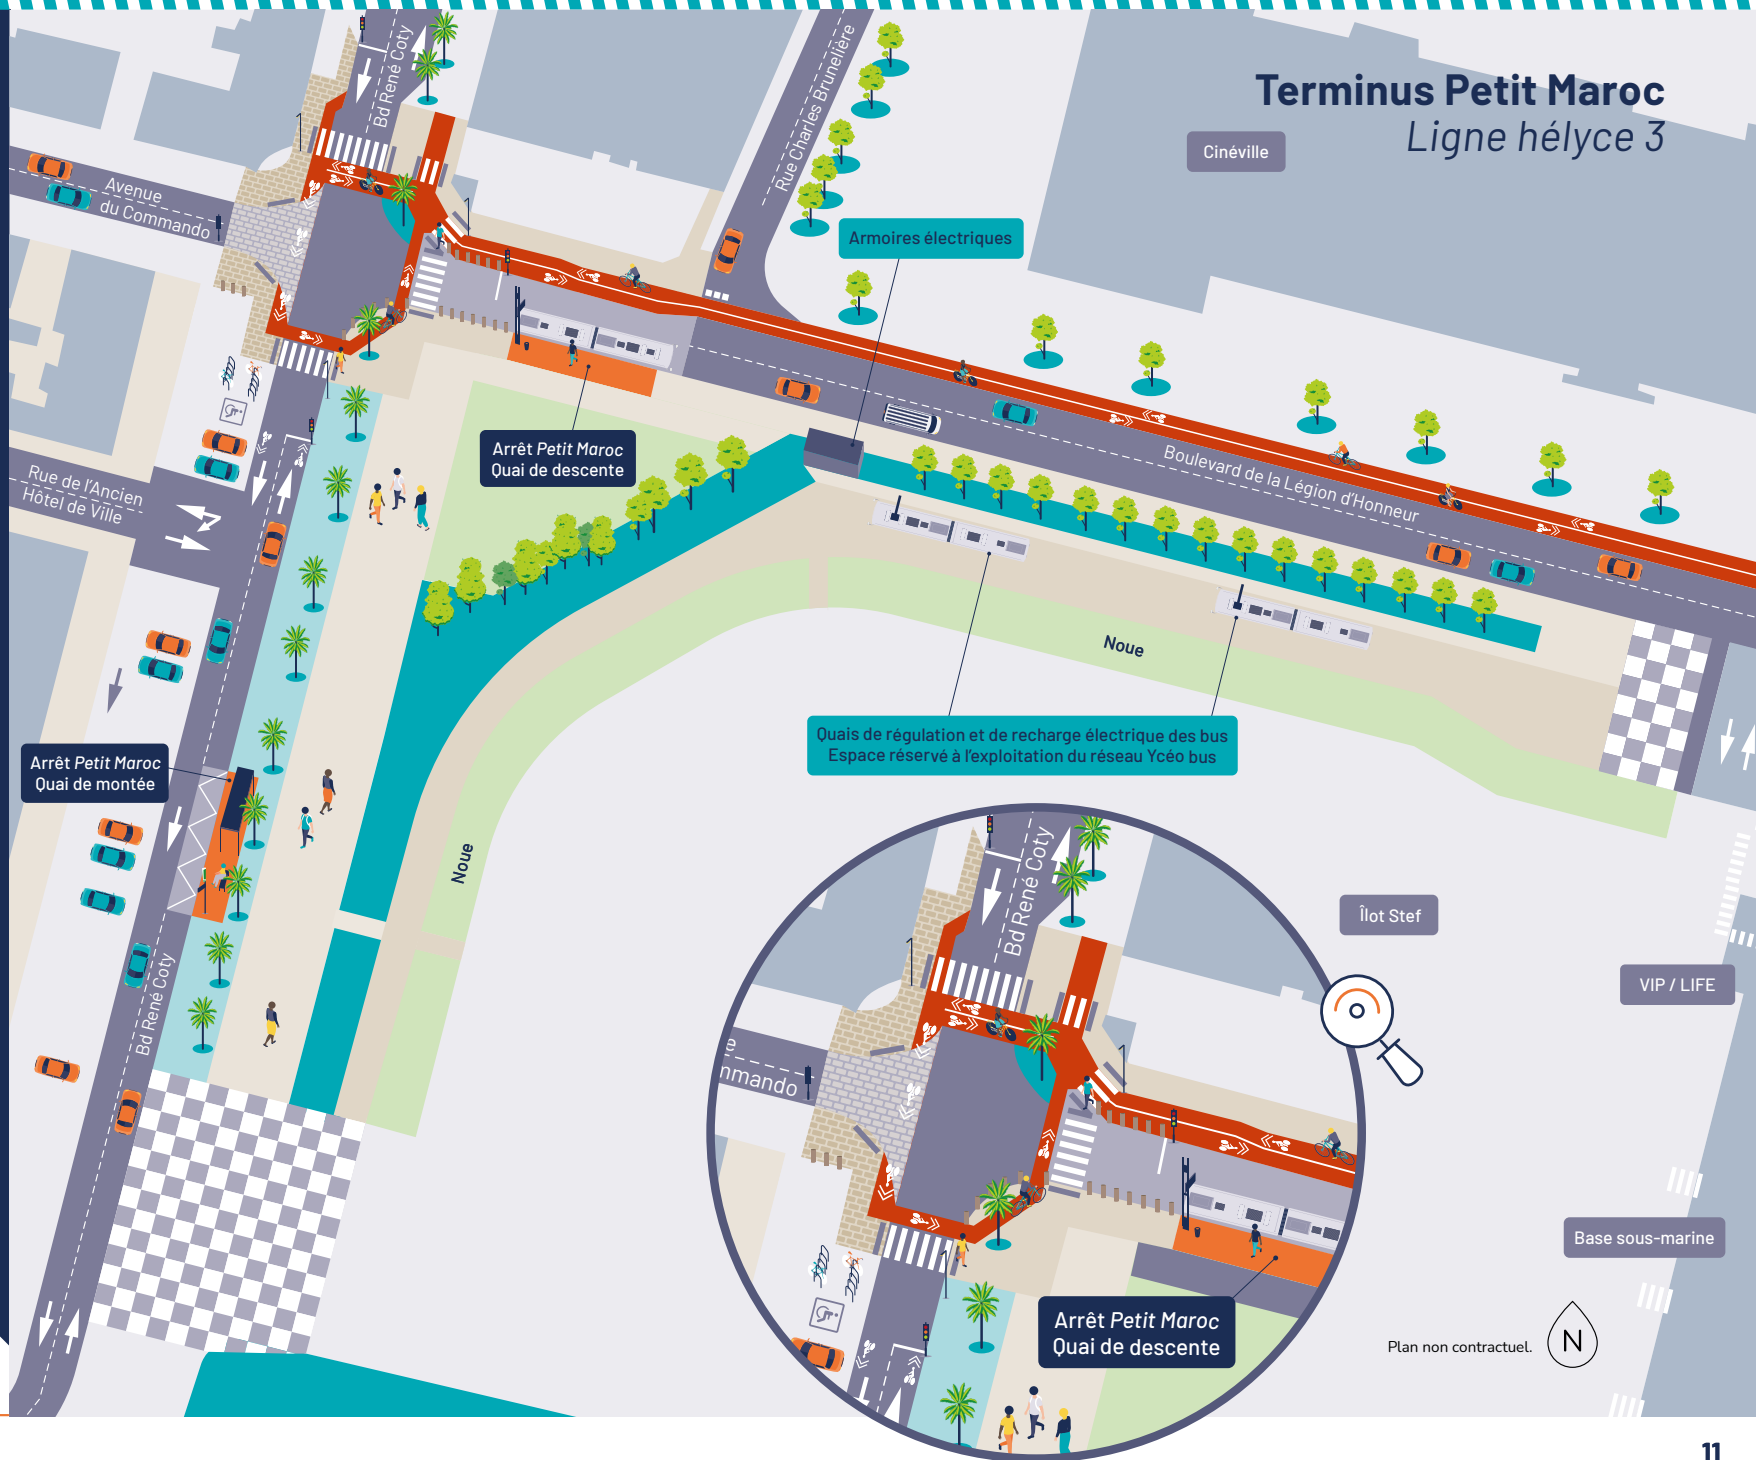 Terminus Petit Maroc
Ligne hélyce 3
Bd René Coty
Rue Charles Brunelière
Cinéville
Avenue
du Commando
Armoires électriques
Arrêt Petit Maroc
Quai de descente
Rue de l'Ancien
Hôtel de Ville
Boulevard de la Légion d'Honneur
Noue
Quais de régulation et de recharge électrique des bus
Espace réservé à l'exploitation du réseau Ycéo bus
Arrêt Petit Maroc
Quai de montée
Noue
Bd René Coty
Bd René Coty
mmando
Îlot Stef
VIP / LIFE
Base sous-marine
Arrêt Petit Maroc
Quai de descente
Plan non contractuel.
N
11